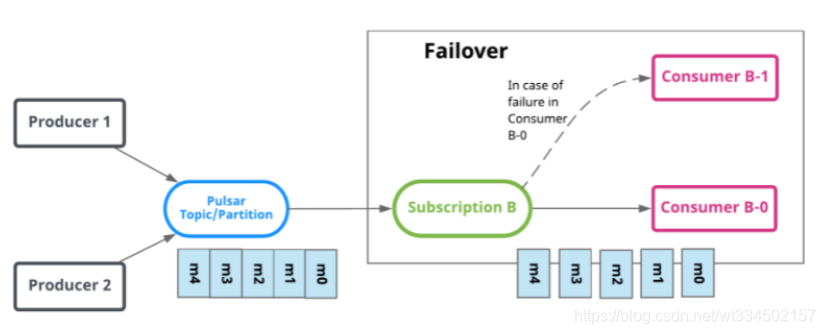 Failover
Producer 1
Producer 2
Pulsar
Topic/Partition
m4
m3
m2
m1
m0
Subscription B
In case of
failure in
Consumer
B-0
Consumer B-1
Consumer B-0
m4
m3
m2
m1
m0
https://blog.csdn.net/wt334502157